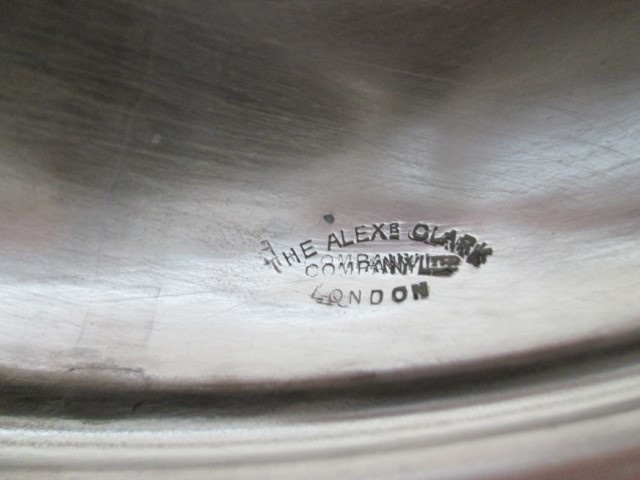 THE ALEXR CLARK
COMPANY LTD
LONDON